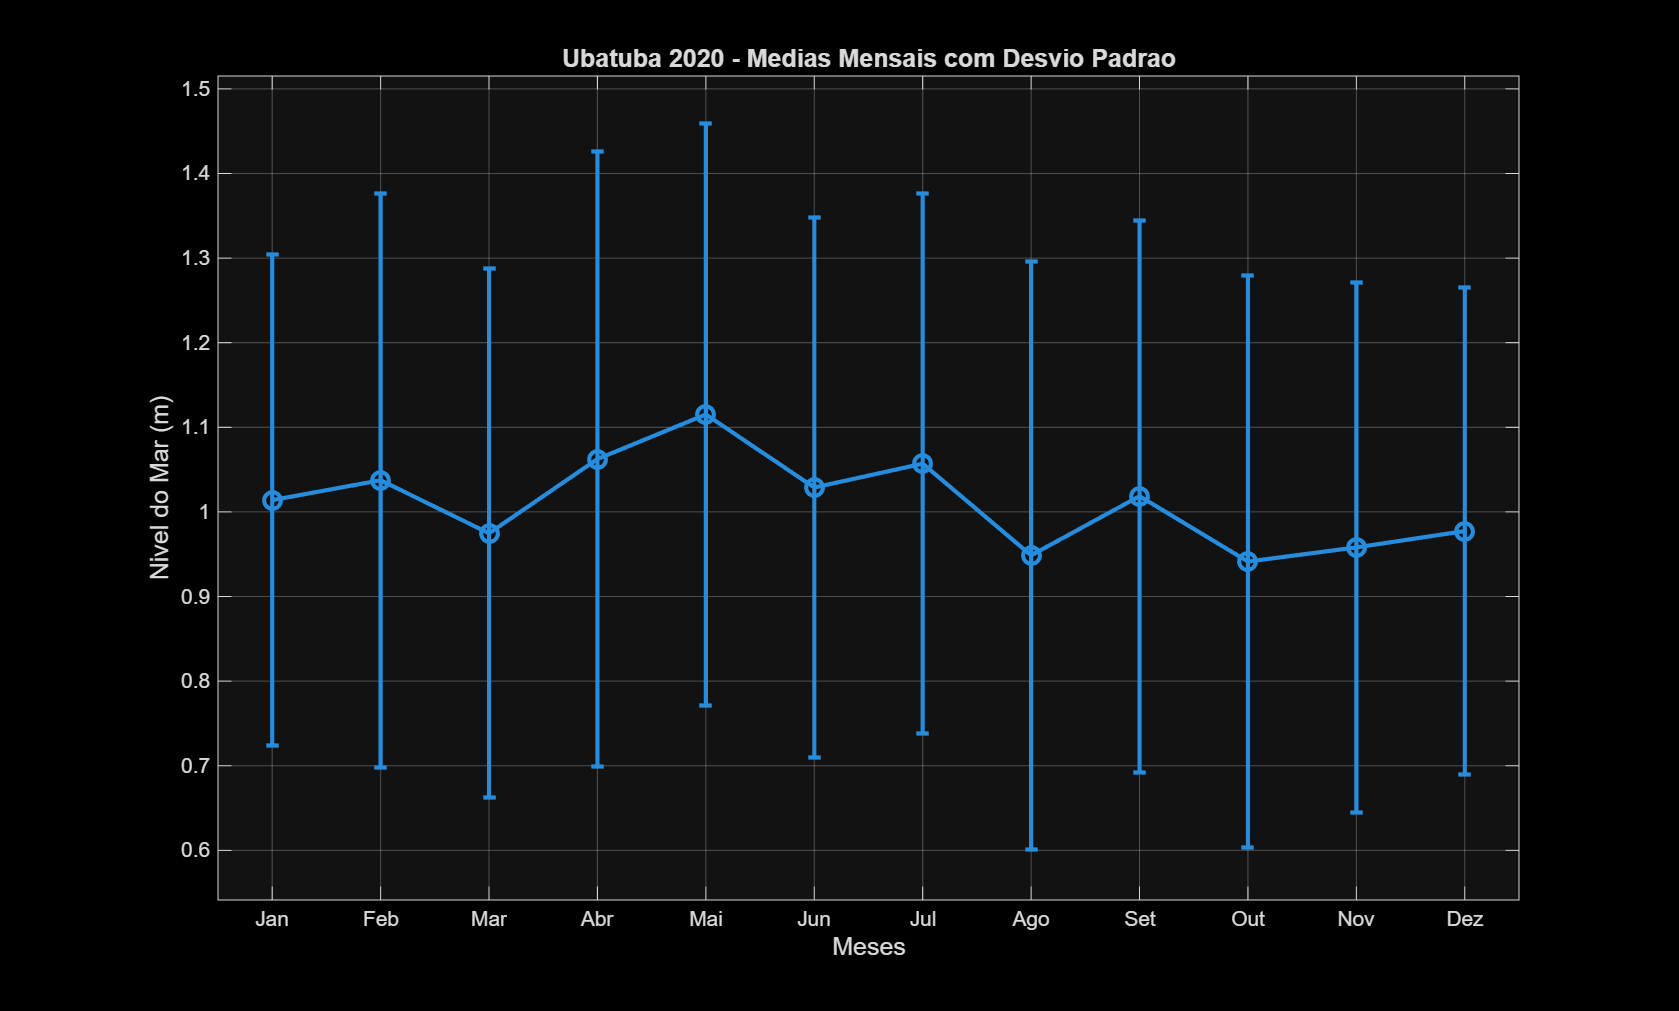 Ubatuba 2020 - Medias Mensais com Desvio Padrao
Nivel do Mar (m)
1.5
1.4
1.3
1.2
1.1
1
0.9
0.8
0.7
0.6
Jan Feb Mar Abr Mai Jun Jul Ago Set Out Nov Dez
Meses